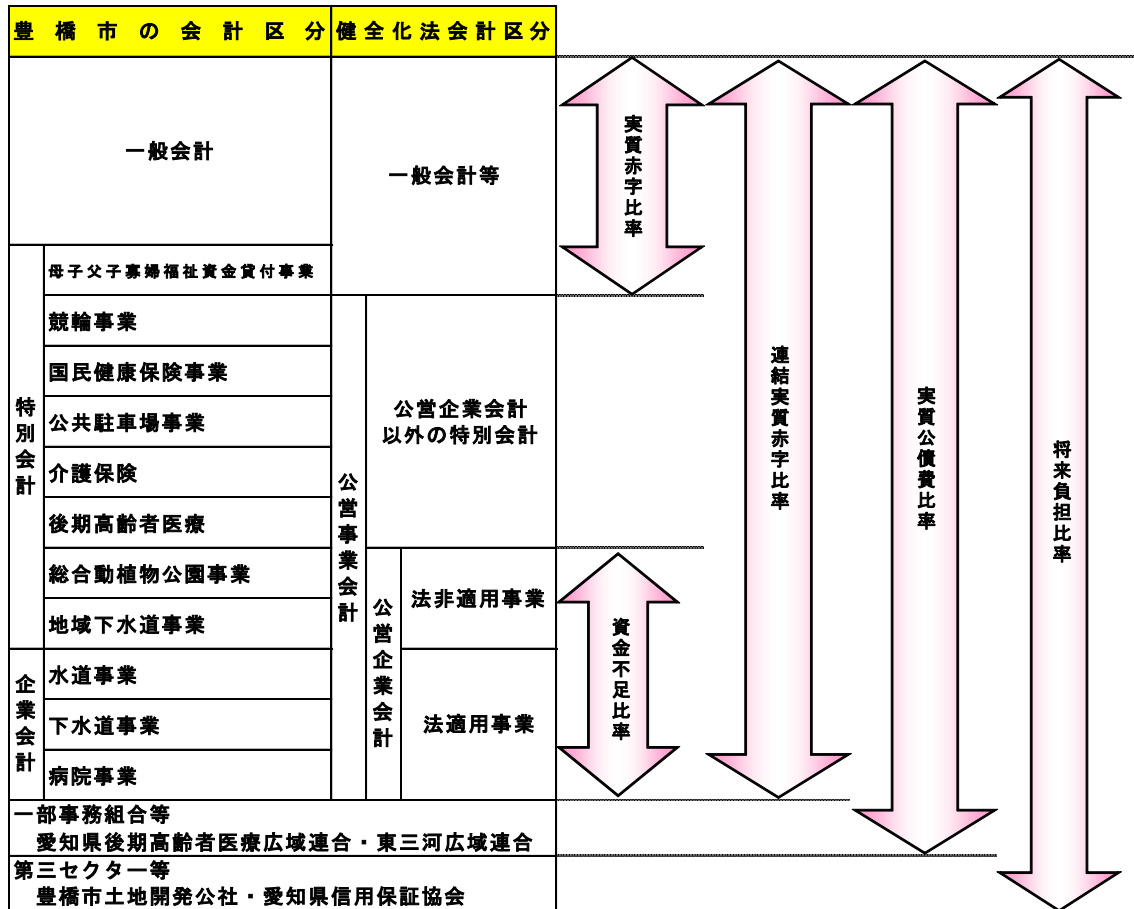 豊橋市の会計区分
健全化法会計区分
一般会計
一般会計等
実質赤字比率
連結実質赤字比率
実質公債費比率
将来負担比率
特別会計
母子父子寡婦福祉資金貸付事業
競輪事業
国民健康保険事業
公共駐車場事業
介護保険
後期高齢者医療
総合動植物公園事業
地域下水道事業
公営事業会計
公営企業会計
以外の特別会計
公営企業会計
法非適用事業
法適用事業
資金不足比率
企業会計
水道事業
下水道事業
病院事業
一部事務組合等
愛知県後期高齢者医療広域連合・東三河広域連合
第三セクター等
豊橋市土地開発公社・愛知県信用保証協会